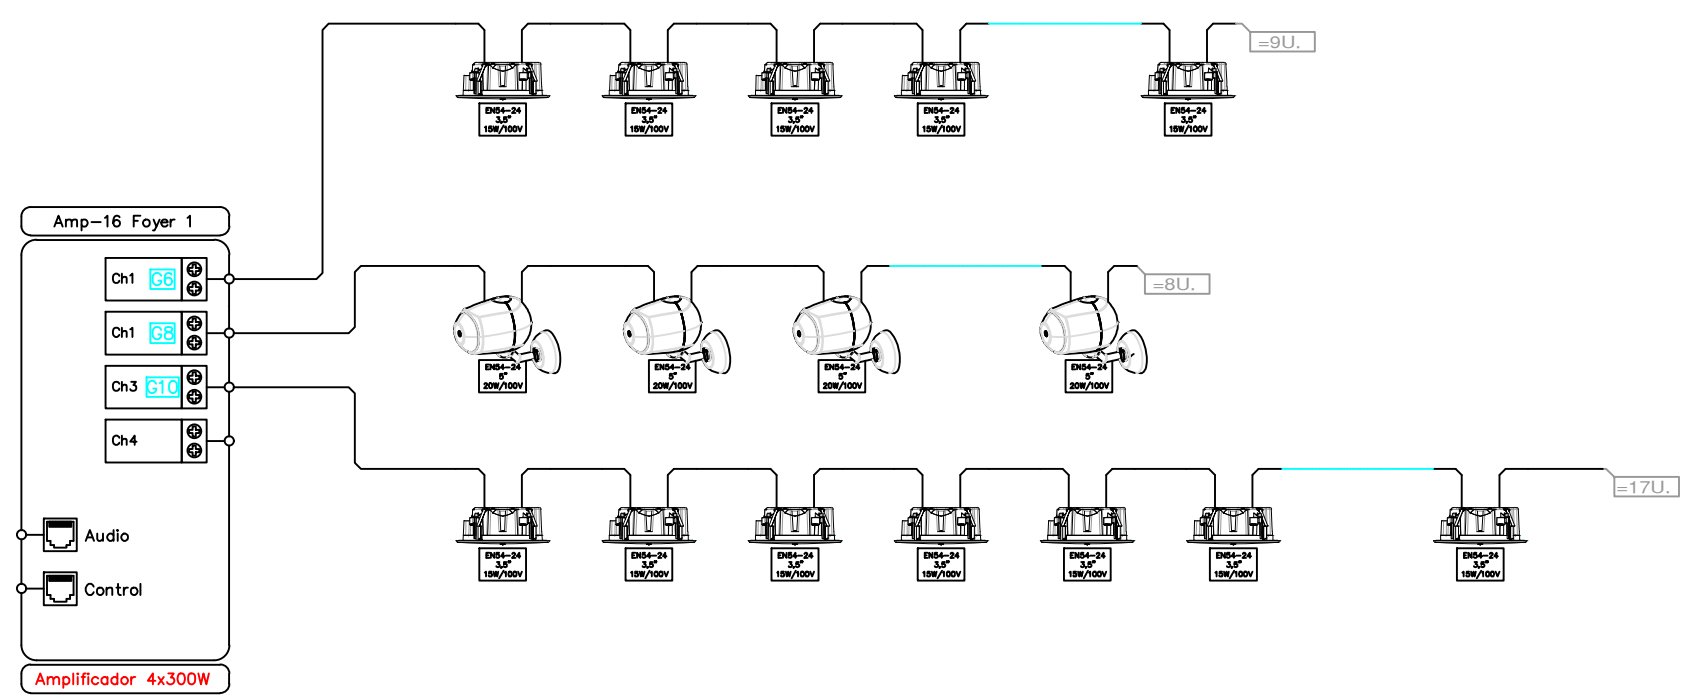 =9U.
EN54-24
3,5"
15W/100V
EN54-24
3,5"
15W/100V
EN54-24
3,5"
15W/100V
EN54-24
3,5"
15W/100V
EN54-24
3,5"
15W/100V
Amp-16 Foyer 1
Ch1 G6
Ch1 G8
Ch3 G10
Ch4
Audio
Control
Amplificador 4x300W
=8U.
EN54-24
5"
20W/100V
EN54-24
5"
20W/100V
EN54-24
5"
20W/100V
EN54-24
5"
20W/100V
=17U.
EN54-24
3,5"
15W/100V
EN54-24
3,5"
15W/100V
EN54-24
3,5"
15W/100V
EN54-24
3,5"
15W/100V
EN54-24
3,5"
15W/100V
EN54-24
3,5"
15W/100V
EN54-24
3,5"
15W/100V